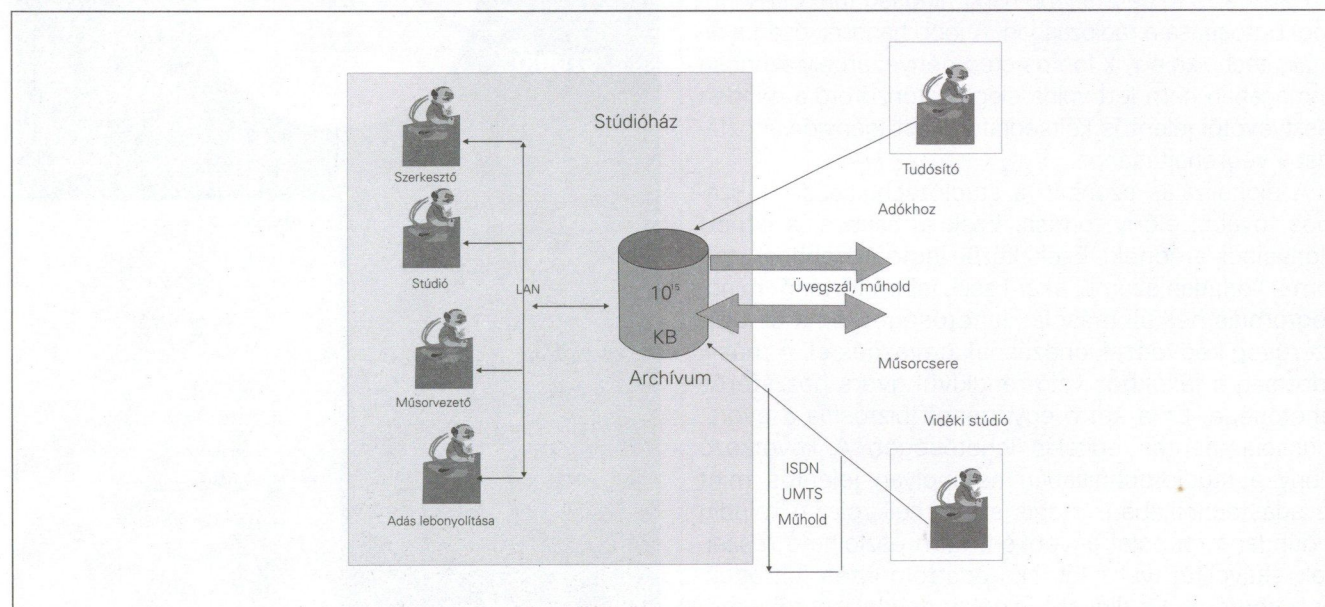 Stúdióház
Szerkesztő
Stúdió
LAN
Műsorvezető
Adás lebonyolítása
10¹⁵
KB
Archívum
Tudósító
Adókhoz
Üvegszál, műhold
Műsorcsere
Vidéki stúdió
ISDN
UMTS
Műhold